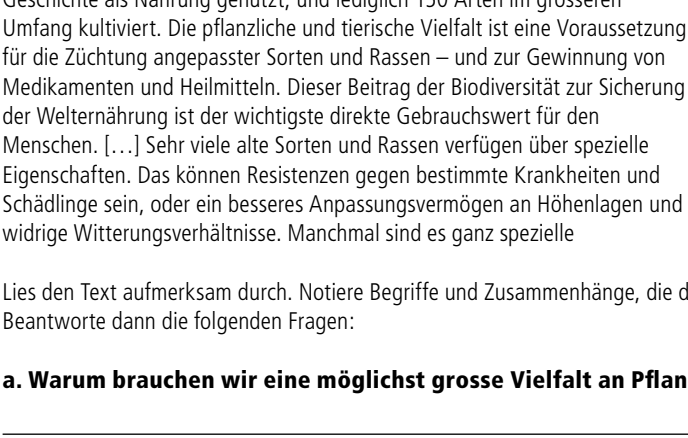 Geschichte als Nahrung genutzt, und lediglich 150 Arten im grösseren
Umfang kultiviert. Die pflanzliche und tierische Vielfalt ist eine Voraussetzung
für die Züchtung angepasster Sorten und Rassen – und zur Gewinnung von
Medikamenten und Heilmitteln. Dieser Beitrag der Biodiversität zur Sicherung
der Welternährung ist der wichtigste direkte Gebrauchswert für den
Menschen. […] Sehr viele alte Sorten und Rassen verfügen über spezielle
Eigenschaften. Das können Resistenzen gegen bestimmte Krankheiten und
Schädlinge sein, oder ein besseres Anpassungsvermögen an Höhenlagen und
widrige Witterungsverhältnisse. Manchmal sind es ganz spezielle
Lies den Text aufmerksam durch. Notiere Begriffe und Zusammenhänge, die d
Beantworte dann die folgenden Fragen:
a. Warum brauchen wir eine möglichst grosse Vielfalt an Pflan